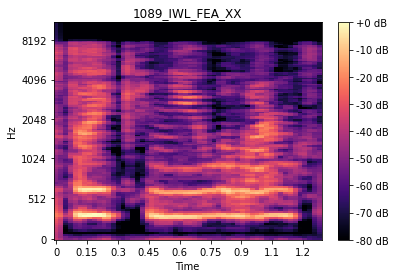 1089_IWL_FEA_XX
+0 dB
8192
-10 dB
4096
-20 dB
-30 dB
2048
Hz
-40 dB
1024
-50 dB
512
-60 dB
-70 dB
0
-80 dB
0 0.15 0.3 0.45 0.6 0.75 0.9 1.1 1.2
Time